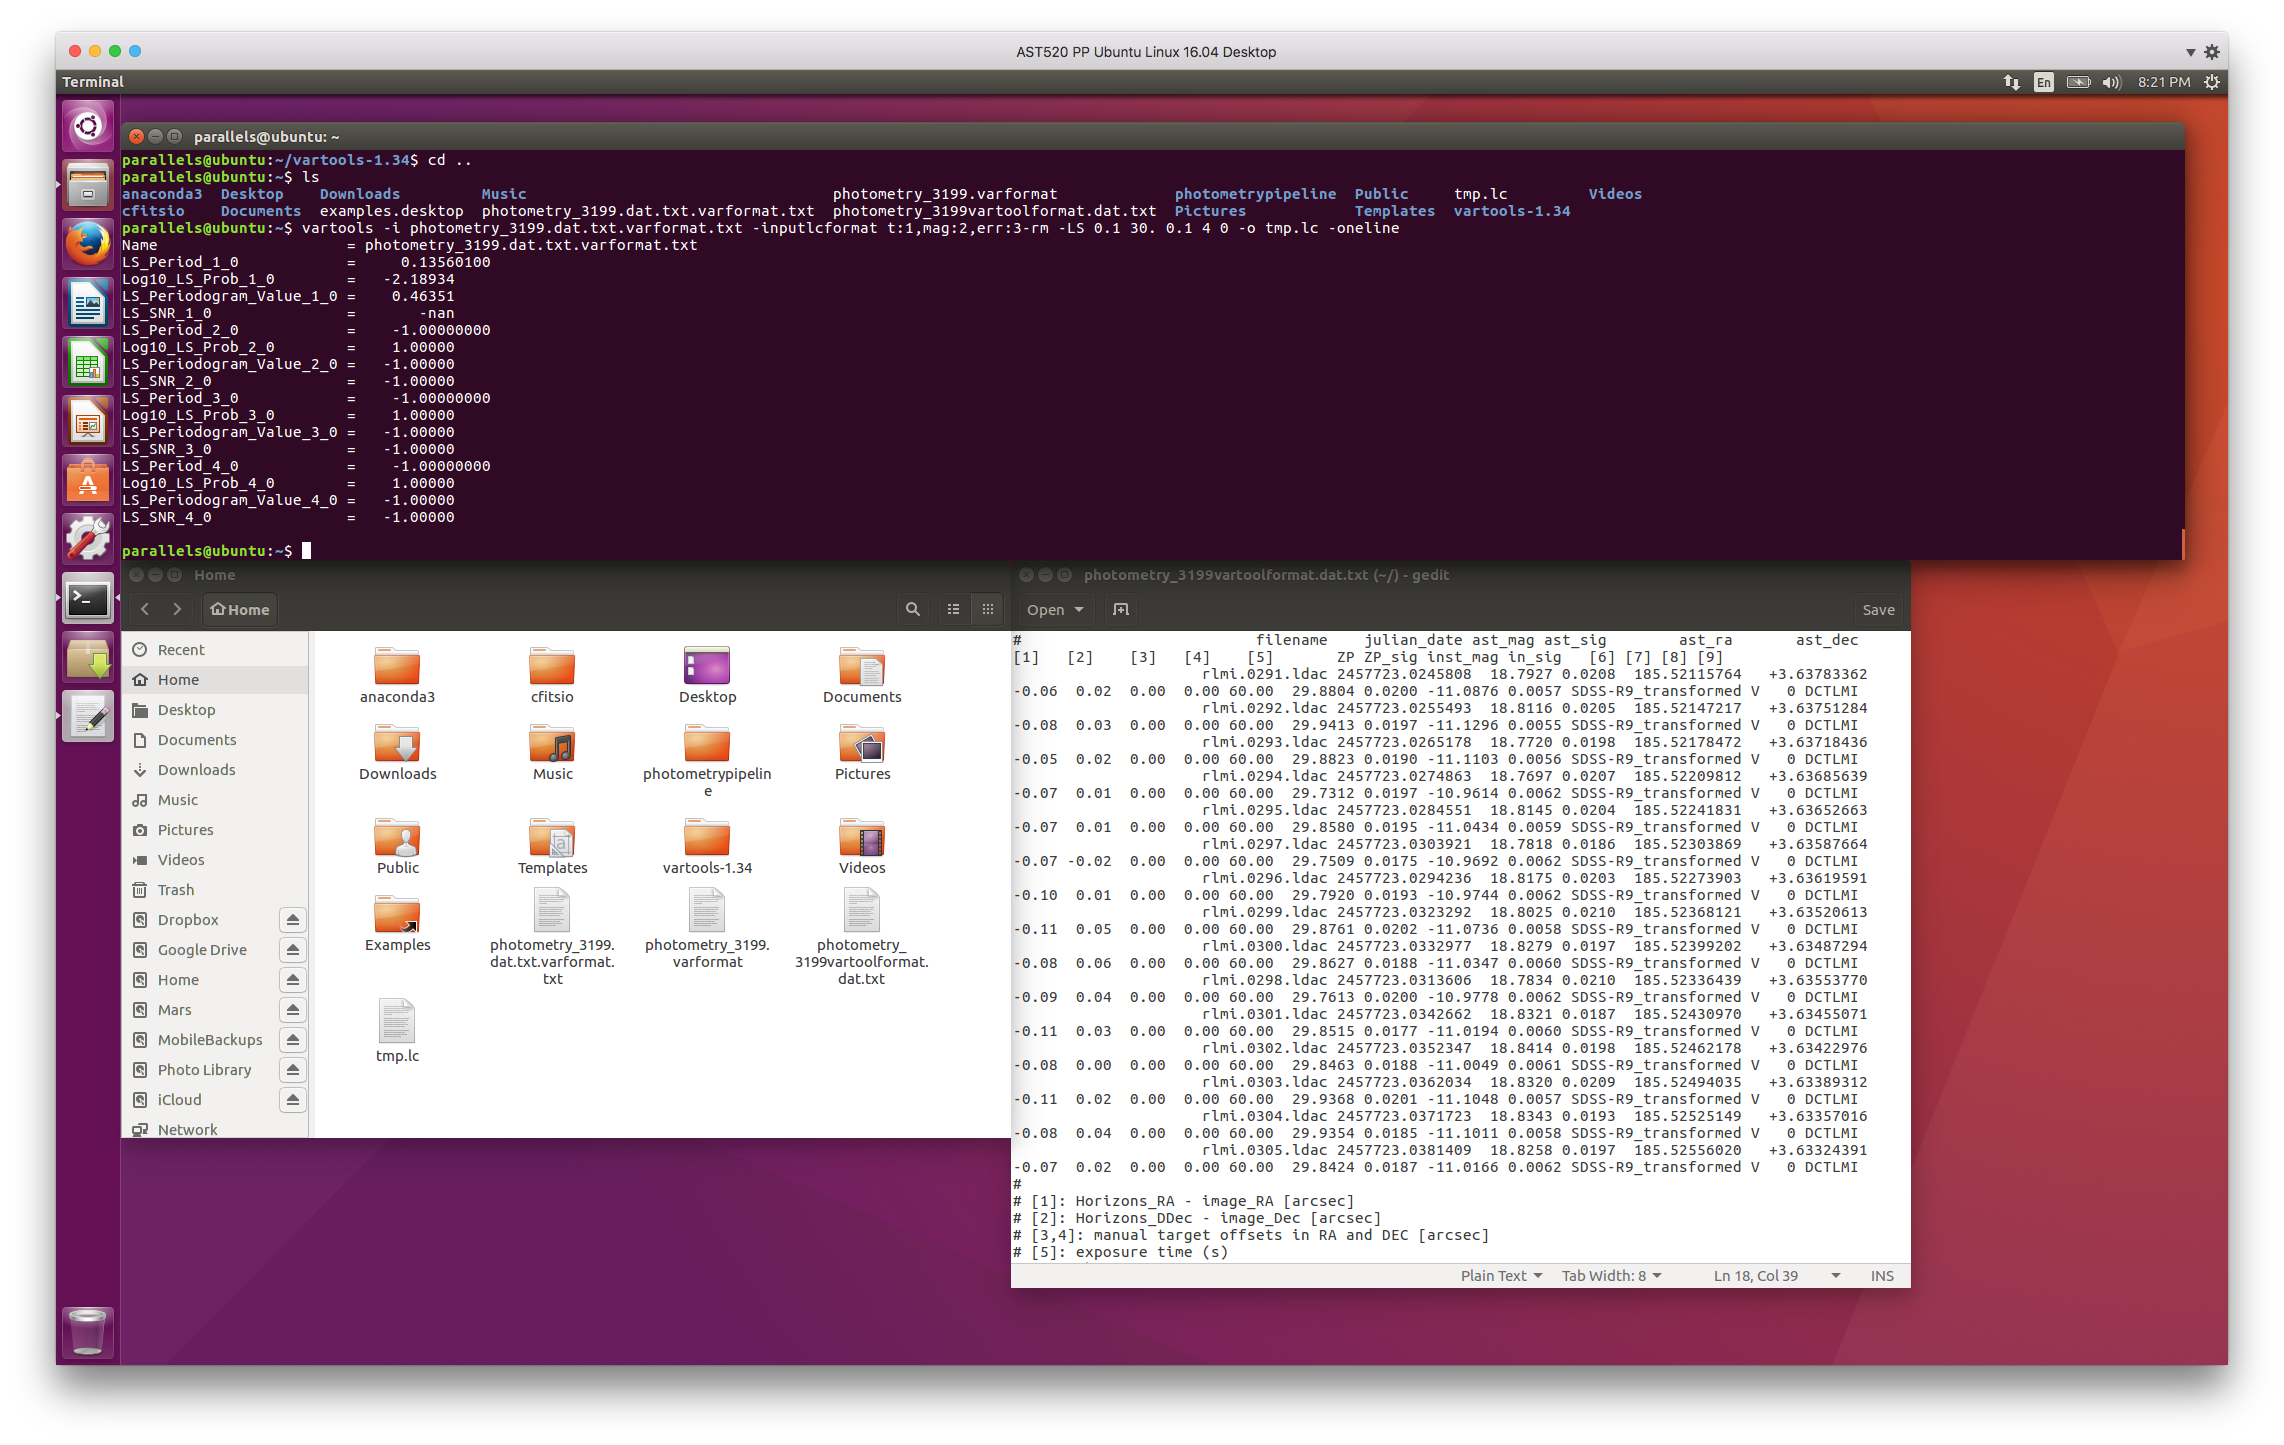 AST520 PP Ubuntu Linux 16.04 Desktop
Terminal
En
8:21 PM
parallels@ubuntu: ~
parallels@ubuntu:~/vartools-1.34$ cd ..
parallels@ubuntu:~$ ls
anaconda3 Desktop Downloads Music photometry_3199.varformat photometrypipeline Public tmp.lc Videos
cfitsio Documents examples.desktop photometry_3199.dat.txt.varformat.txt photometry_3199vartoolformat.dat.txt Pictures Templates vartools-1.34
parallels@ubuntu:~$ vartools -i photometry_3199.dat.txt.varformat.txt -inputlcformat t:1,mag:2,err:3-rm -LS 0.1 30. 0.1 4 0 -o tmp.lc -oneline
Name = photometry_3199.dat.txt.varformat.txt
LS_Period_1_0 = 0.13560100
Log10_LS_Prob_1_0 = -2.18934
LS_Periodogram_Value_1_0 = 0.46351
LS_SNR_1_0 = -nan
LS_Period_2_0 = -1.00000000
Log10_LS_Prob_2_0 = 1.00000
LS_Periodogram_Value_2_0 = -1.00000
LS_SNR_2_0 = -1.00000
LS_Period_3_0 = -1.00000000
Log10_LS_Prob_3_0 = 1.00000
LS_Periodogram_Value_3_0 = -1.00000
LS_SNR_3_0 = -1.00000
LS_Period_4_0 = -1.00000000
Log10_LS_Prob_4_0 = 1.00000
LS_Periodogram_Value_4_0 = -1.00000
LS_SNR_4_0 = -1.00000
parallels@ubuntu:~$
Home
Home
Recent
Home
Desktop
Documents
Downloads
Music
Pictures
Videos
Trash
Dropbox
Google Drive
Home
Mars
MobileBackups
Photo Library
iCloud
Network
anaconda3
cfitsio
Desktop
Documents
Downloads
Music
photometrypipelin
e
Pictures
Public
Templates
vartools-1.34
Videos
Examples
photometry_3199.
dat.txt.varformat.
txt
photometry_3199.
varformat
photometry_
3199vartoolformat.
dat.txt
tmp.lc
photometry_3199vartoolformat.dat.txt (~/) - gedit
Open
Save
# filename julian_date ast_mag ast_sig ast_ra ast_dec
[1] [2] [3] [4] [5] ZP ZP_sig inst_mag in_sig [6] [7] [8] [9]
rlmi.0291.ldac 2457723.0245808 18.7927 0.0208 185.52115764 +3.63783362
-0.06 0.02 0.00 0.00 60.00 29.8804 0.0200 -11.0876 0.0057 SDSS-R9_transformed V 0 DCTLMI
rlmi.0292.ldac 2457723.0255493 18.8116 0.0205 185.52147217 +3.63751284
-0.08 0.03 0.00 0.00 60.00 29.9413 0.0197 -11.1296 0.0055 SDSS-R9_transformed V 0 DCTLMI
rlmi.0293.ldac 2457723.0265178 18.7720 0.0198 185.52178472 +3.63718436
-0.05 0.02 0.00 0.00 60.00 29.8823 0.0190 -11.1103 0.0056 SDSS-R9_transformed V 0 DCTLMI
rlmi.0294.ldac 2457723.0274863 18.7697 0.0207 185.52209812 +3.63685639
-0.07 0.01 0.00 0.00 60.00 29.7312 0.0197 -10.9614 0.0062 SDSS-R9_transformed V 0 DCTLMI
rlmi.0295.ldac 2457723.0284551 18.8145 0.0204 185.52241831 +3.63652663
-0.07 0.01 0.00 0.00 60.00 29.8580 0.0195 -11.0434 0.0059 SDSS-R9_transformed V 0 DCTLMI
rlmi.0297.ldac 2457723.0303921 18.7818 0.0186 185.52303869 +3.63587664
-0.07 -0.02 0.00 0.00 60.00 29.7509 0.0175 -10.9692 0.0062 SDSS-R9_transformed V 0 DCTLMI
rlmi.0296.ldac 2457723.0294236 18.8175 0.0203 185.52273903 +3.63619591
-0.10 0.01 0.00 0.00 60.00 29.7920 0.0193 -10.9744 0.0062 SDSS-R9_transformed V 0 DCTLMI
rlmi.0299.ldac 2457723.0323292 18.8025 0.0210 185.52368121 +3.63520613
-0.11 0.05 0.00 0.00 60.00 29.8761 0.0202 -11.0736 0.0058 SDSS-R9_transformed V 0 DCTLMI
rlmi.0300.ldac 2457723.0332977 18.8279 0.0197 185.52399202 +3.63487294
-0.08 0.06 0.00 0.00 60.00 29.8627 0.0188 -11.0347 0.0060 SDSS-R9_transformed V 0 DCTLMI
rlmi.0298.ldac 2457723.0313606 18.7834 0.0210 185.52336439 +3.63553770
-0.09 0.04 0.00 0.00 60.00 29.7613 0.0200 -10.9778 0.0062 SDSS-R9_transformed V 0 DCTLMI
rlmi.0301.ldac 2457723.0342662 18.8321 0.0187 185.52430970 +3.63455071
-0.11 0.03 0.00 0.00 60.00 29.8515 0.0177 -11.0194 0.0060 SDSS-R9_transformed V 0 DCTLMI
rlmi.0302.ldac 2457723.0352347 18.8414 0.0198 185.52462178 +3.63422976
-0.08 0.00 0.00 0.00 60.00 29.8463 0.0188 -11.0049 0.0061 SDSS-R9_transformed V 0 DCTLMI
rlmi.0303.ldac 2457723.0362034 18.8320 0.0209 185.52494035 +3.63389312
-0.11 0.02 0.00 0.00 60.00 29.9368 0.0201 -11.1048 0.0057 SDSS-R9_transformed V 0 DCTLMI
rlmi.0304.ldac 2457723.0371723 18.8343 0.0193 185.52525149 +3.63357016
-0.08 0.04 0.00 0.00 60.00 29.9354 0.0185 -11.1011 0.0058 SDSS-R9_transformed V 0 DCTLMI
rlmi.0305.ldac 2457723.0381409 18.8258 0.0197 185.52556020 +3.63324391
-0.07 0.02 0.00 0.00 60.00 29.8424 0.0187 -11.0166 0.0062 SDSS-R9_transformed V 0 DCTLMI
#
# [1]: Horizons_RA - image_RA [arcsec]
# [2]: Horizons_DDec - image_Dec [arcsec]
# [3,4]: manual target offsets in RA and DEC [arcsec]
# [5]: exposure time (s)
Plain Text Tab Width: 8 Ln 18, Col 39 INS